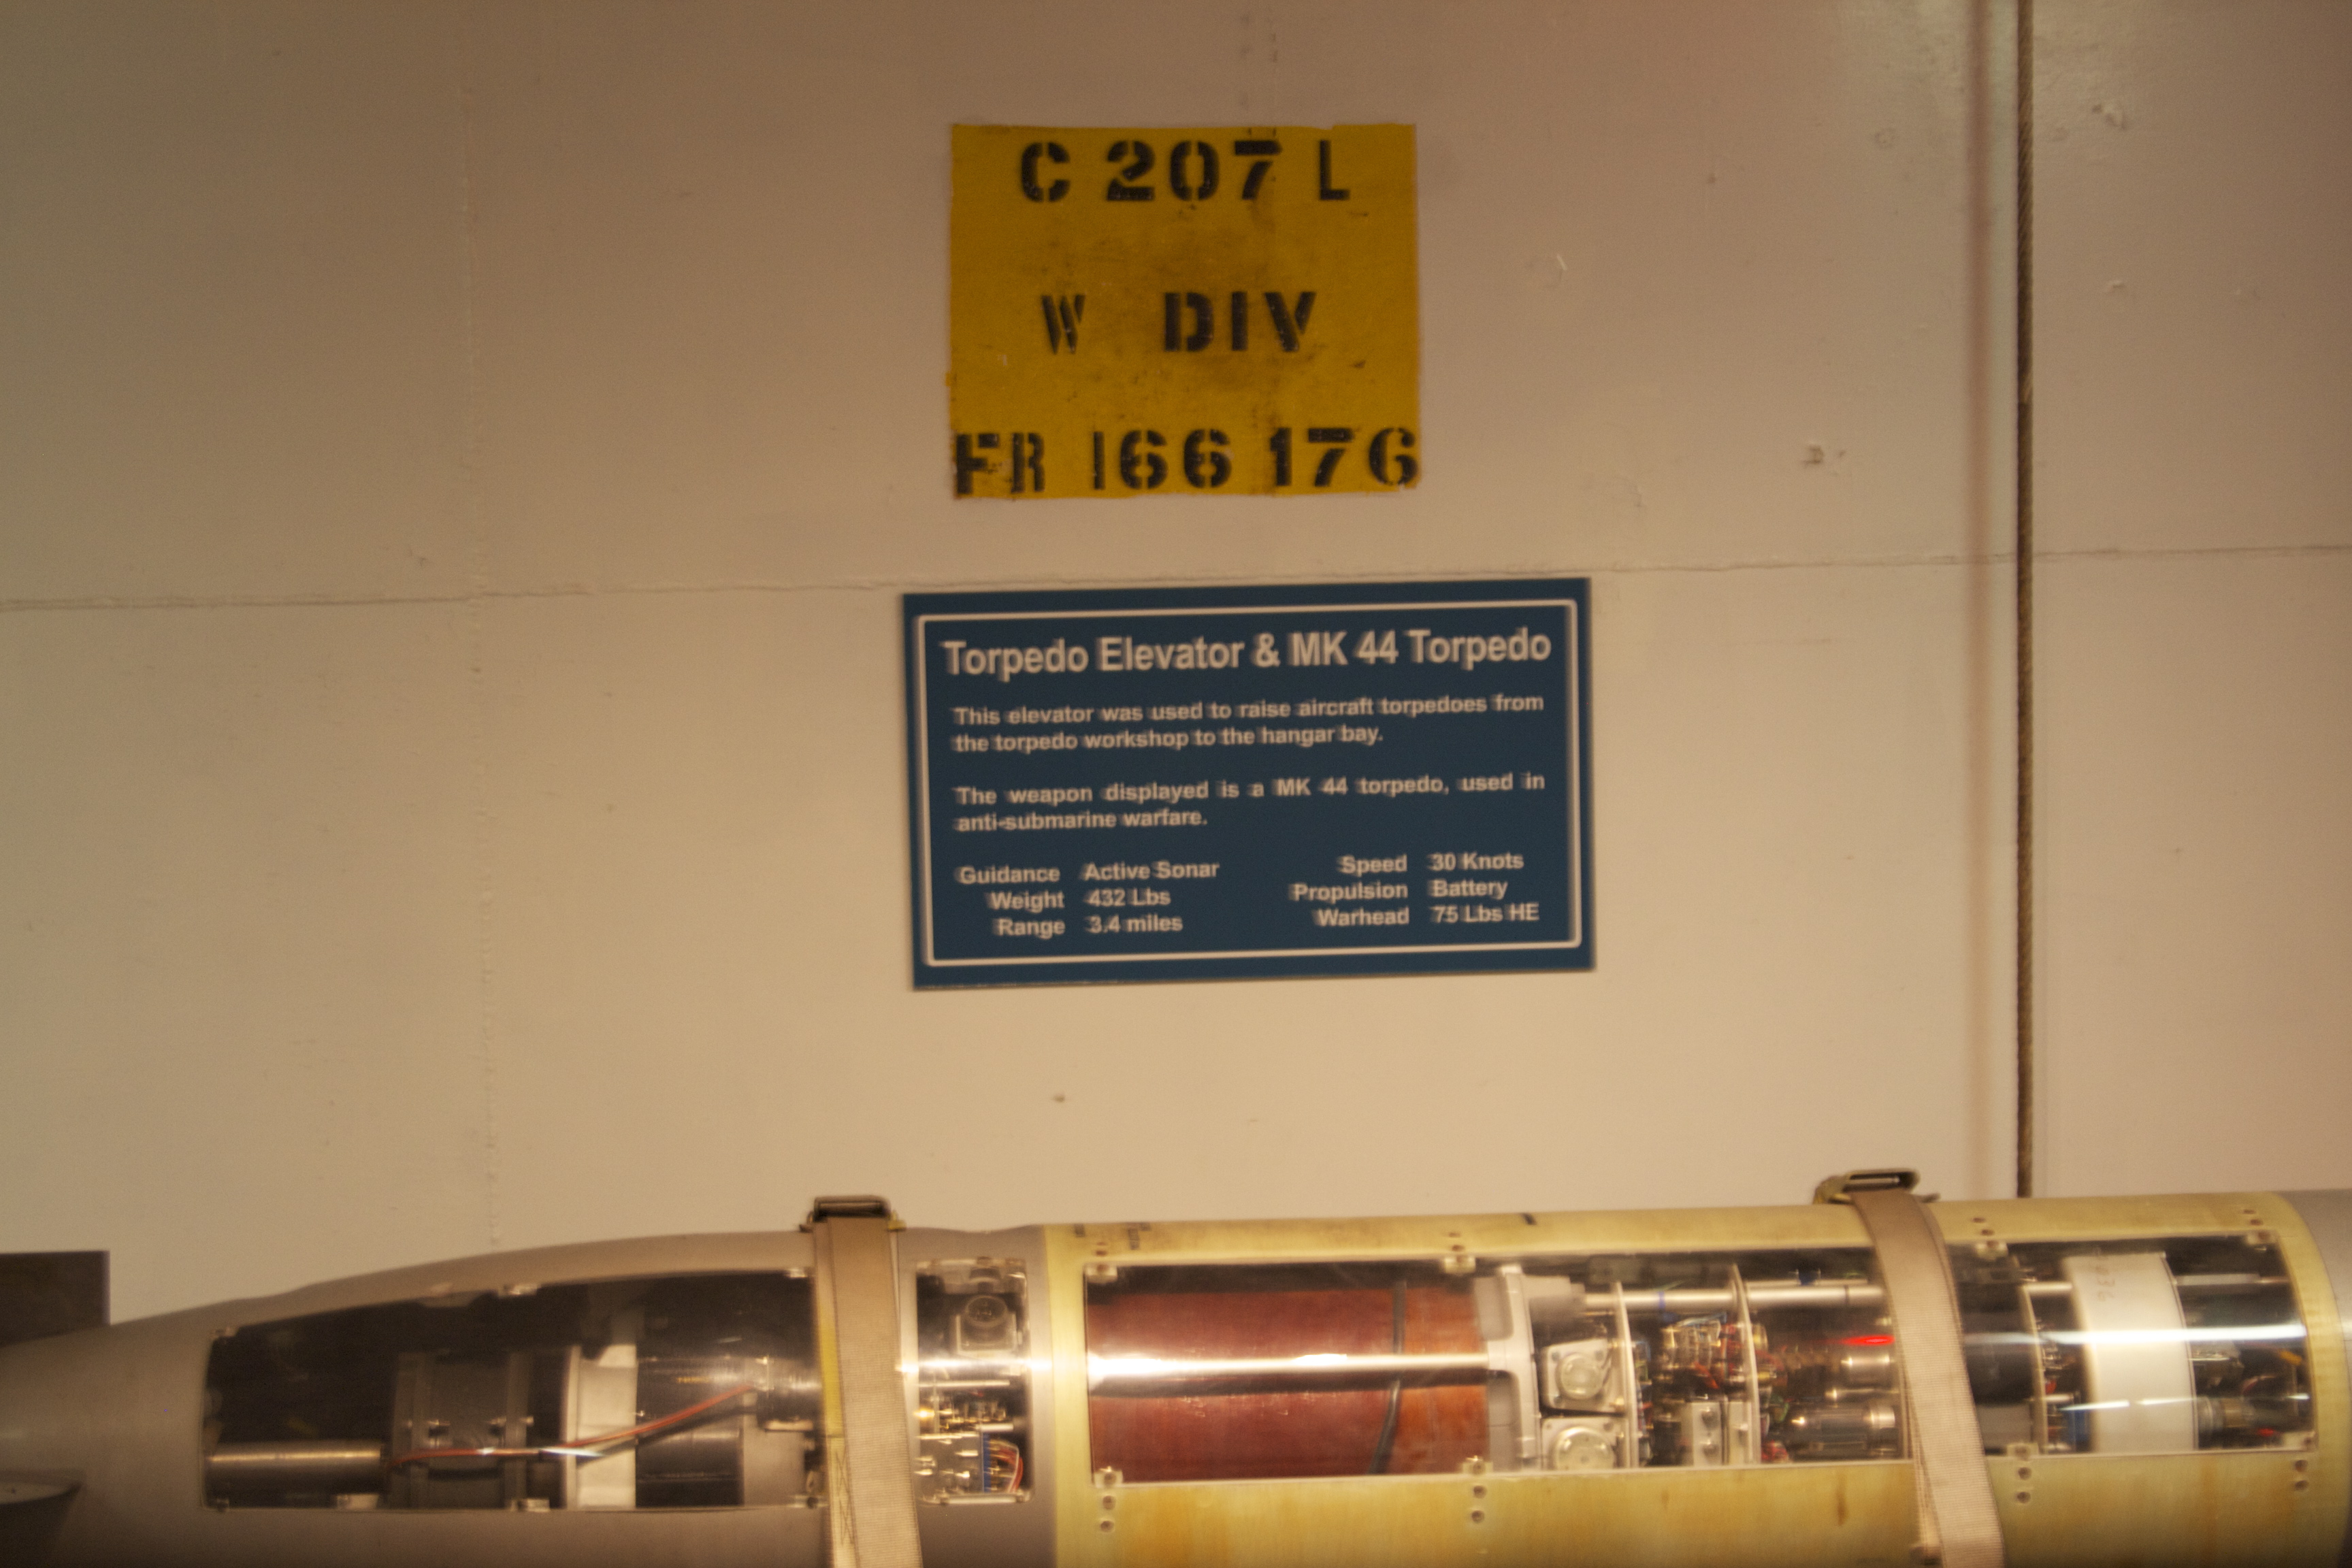 C 207 L
W DIV
FR 166 176
Torpedo Elevator & MK 44 Torpedo
This elevator was used to raise aircraft torpedoes from
the torpedo workshop to the hangar bay.
The weapon displayed is a MK 44 torpedo, used in
anti-submarine warfare.
Guidance Active Sonar Speed 30 Knots
Weight 432 Lbs Propulsion Battery
Range 3.4 miles Warhead 75 Lbs HE